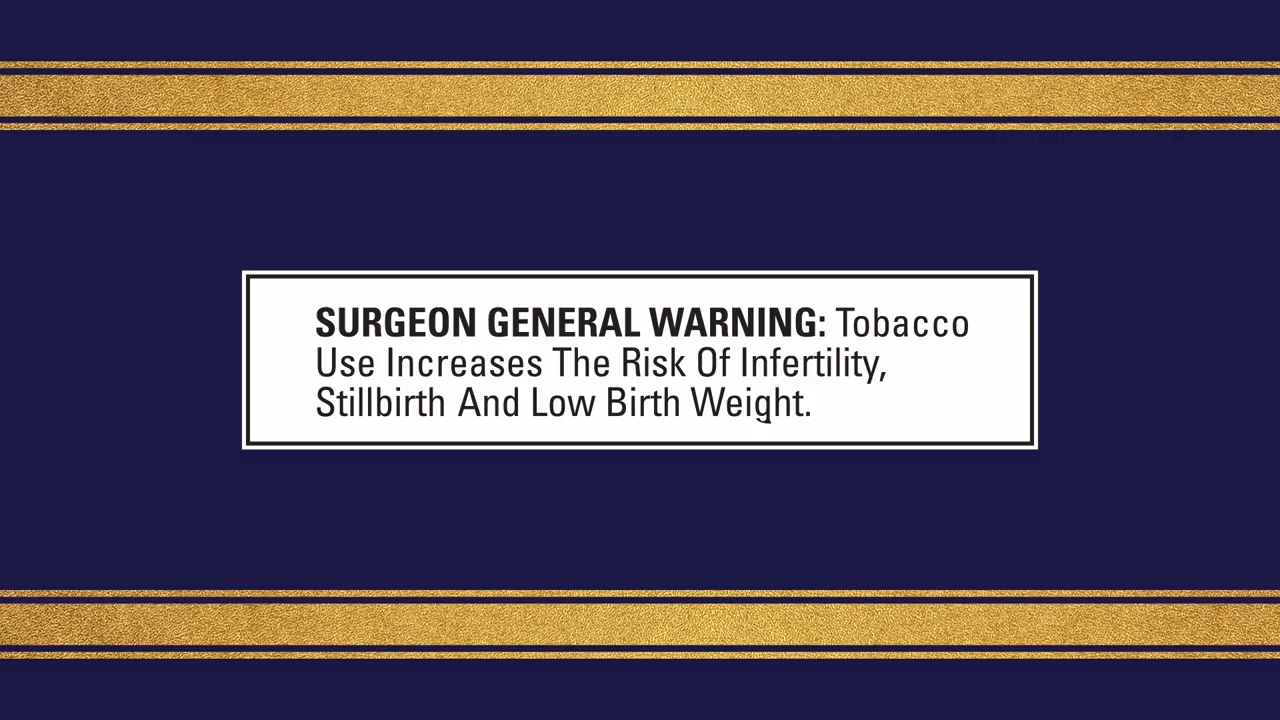 SURGEON GENERAL WARNING: Tobacco
Use Increases The Risk Of Infertility,
Stillbirth And Low Birth Weight.